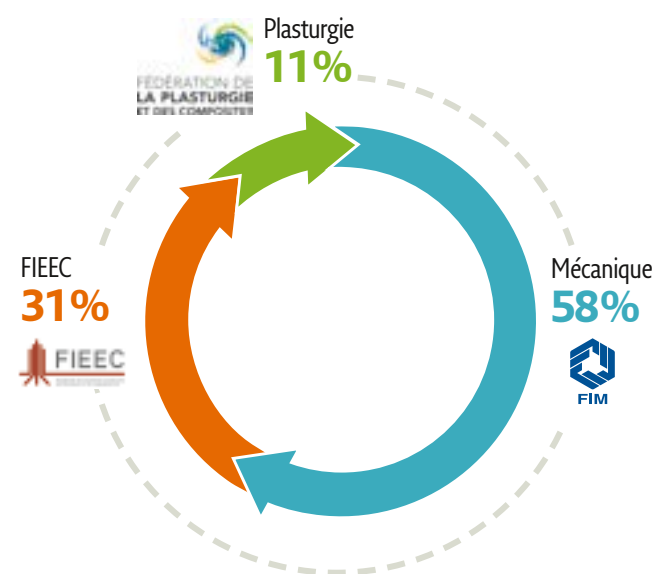 Plasturgie
11%
FÉDÉRATION DE
LA PLASTURGIE
ET DES COMPOSITES
FIEEC
31%
FIEEC
Mécanique
58%
FIM